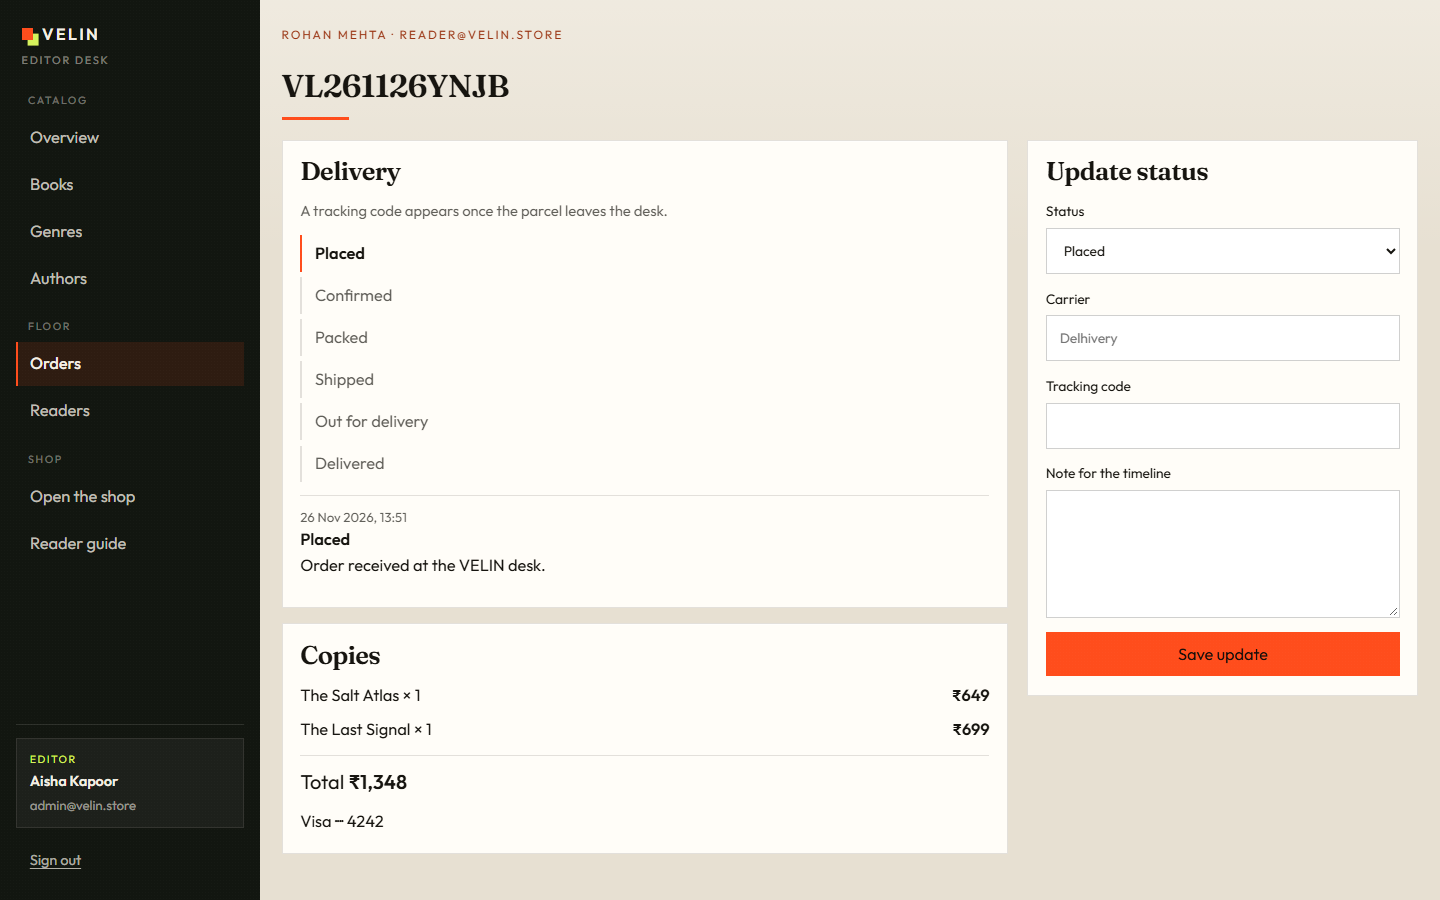 VELIN
EDITOR DESK
CATALOG
Overview
Books
Genres
Authors
FLOOR
Orders
Readers
SHOP
Open the shop
Reader guide
EDITOR
Aisha Kapoor
admin@velin.store
Sign out
ROHAN MEHTA · READER@VELIN.STORE
VL261126YNJB
Delivery
A tracking code appears once the parcel leaves the desk.
Placed
Confirmed
Packed
Shipped
Out for delivery
Delivered
26 Nov 2026, 13:51
Placed
Order received at the VELIN desk.
Copies
The Salt Atlas × 1 ₹649
The Last Signal × 1 ₹699
Total ₹1,348
Visa ·· 4242
Update status
Status
Placed
Carrier
Delhivery
Tracking code
Note for the timeline
Save update